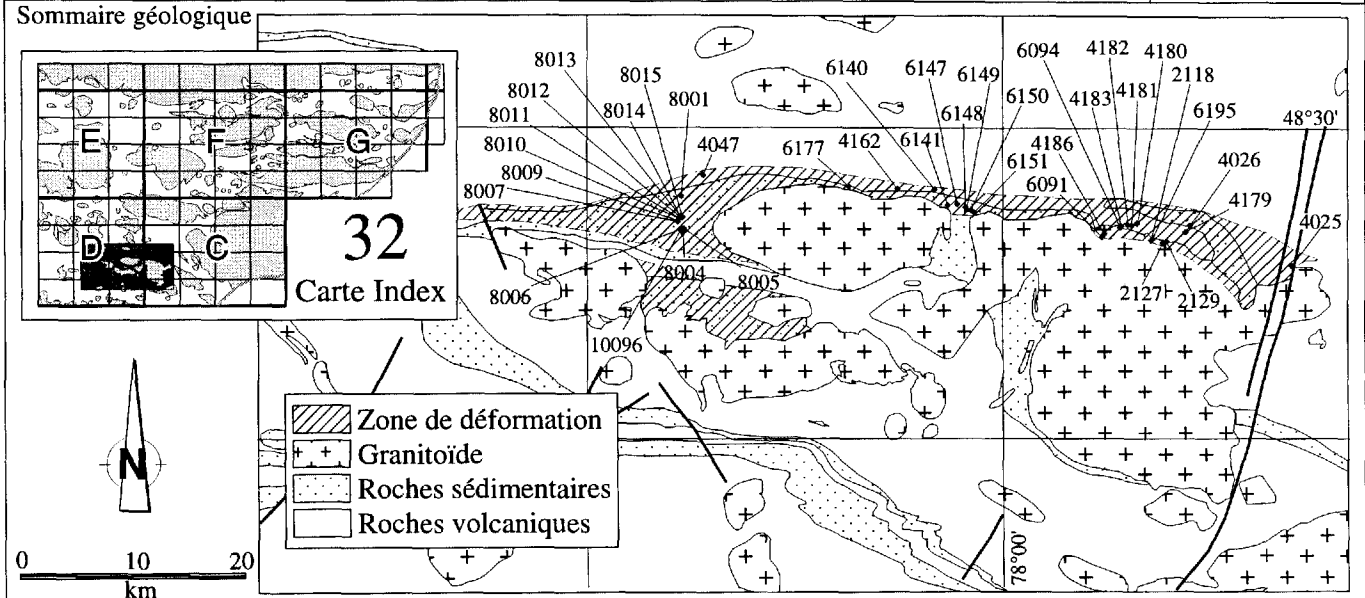 Sommaire géologique
E
F
G
D
C
32
Carte Index
N
0 10 20
km
8013
8012
8011
8010
8009
8007
8015
8014
8001
4047
6177
6140
4162
6147
6141
6149
6148
6150
6151
6091
6094
4186
4182
4183
4181
4180
2118
6195
4026
4179
4025
48°30'
8006
8004
8005
10096
2127
2129
78°00'
Zone de déformation
Granitoïde
Roches sédimentaires
Roches volcaniques